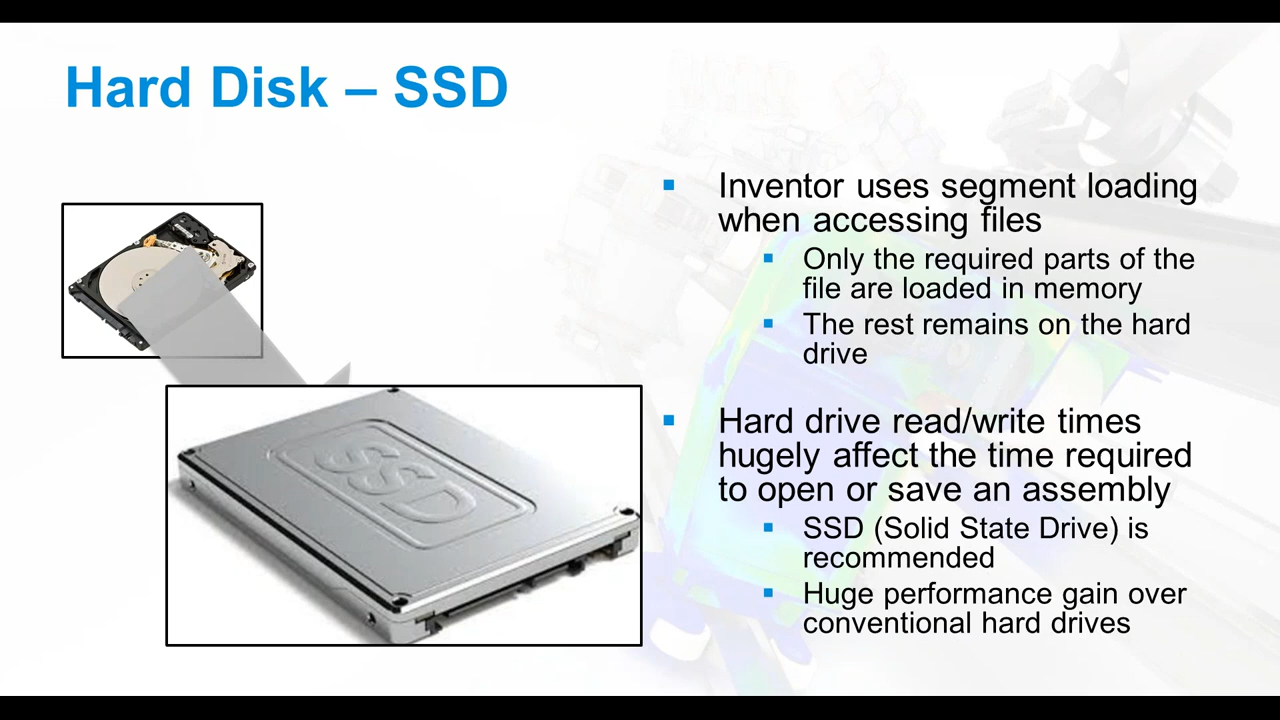 Hard Disk – SSD
Inventor uses segment loading
when accessing files
Only the required parts of the
file are loaded in memory
The rest remains on the hard
drive
Hard drive read/write times
hugely affect the time required
to open or save an assembly
SSD (Solid State Drive) is
recommended
Huge performance gain over
conventional hard drives
SSD